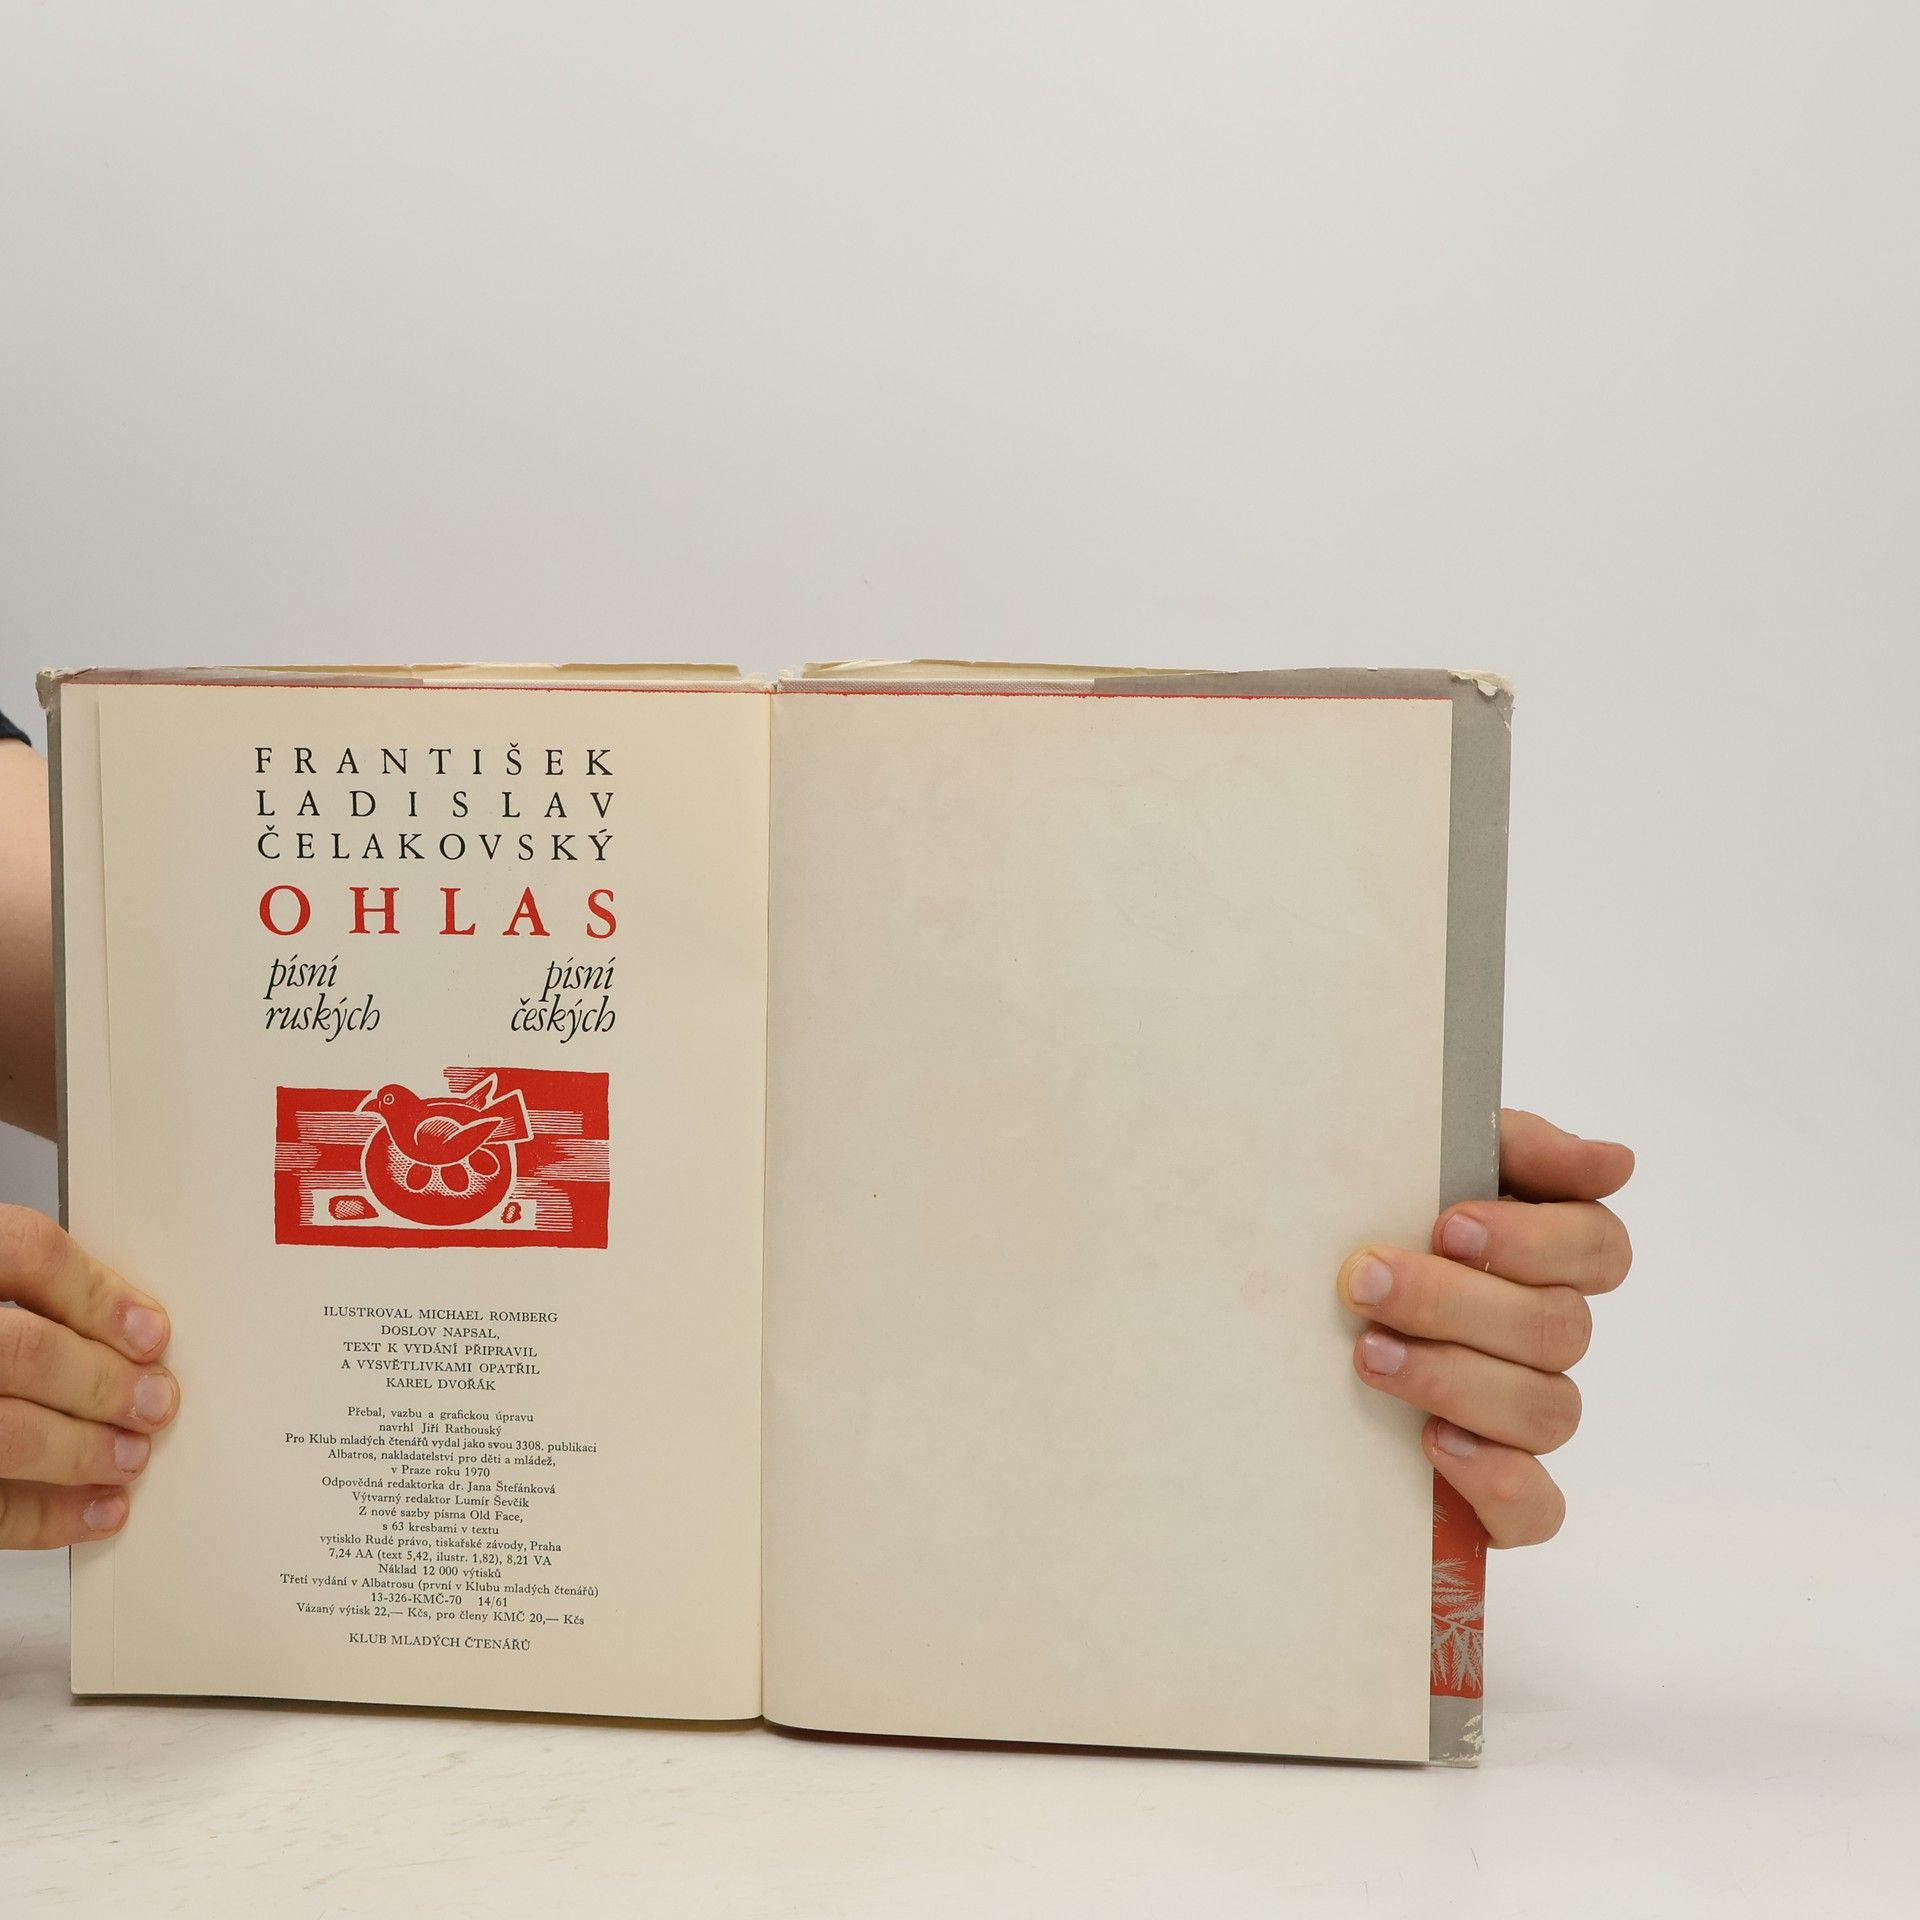 FRANTIŠEK
LADISLAV
ČELAKOVSKÝ
OHLAS
písní písní
ruských českých
ILUSTROVAL MICHAEL ROMBERG
DOSLOV NAPSAL,
TEXT K VYDÁNÍ PŘIPRAVIL
A VYSVĚTLIVKAMI OPATŘIL
KAREL DVOŘÁK
Přebal, vazbu a grafickou úpravu
navrhl Jiří Rathouský
Pro Klub mladých čtenářů vydal jako svou 3308. publikaci
Albatros, nakladatelství pro děti a mládež,
v Praze roku 1970
Odpovědná redaktorka dr. Jana Štefánková
Výtvarný redaktor Lumír Ševčík
Z nové sazby písma Old Face,
s 63 kresbami v textu
vytisklo Rudé právo, tiskařské závody, Praha
7,24 AA (text 5,42, ilustr. 1,82), 8,21 VA
Náklad 12 000 výtisků
Třetí vydání v Albatrosu (první v Klubu mladých čtenářů)
13-326-KMČ-70 14/61
Vázaný výtisk 22,— Kčs, pro členy KMČ 20,— Kčs
KLUB MLADÝCH ČTENÁŘŮ